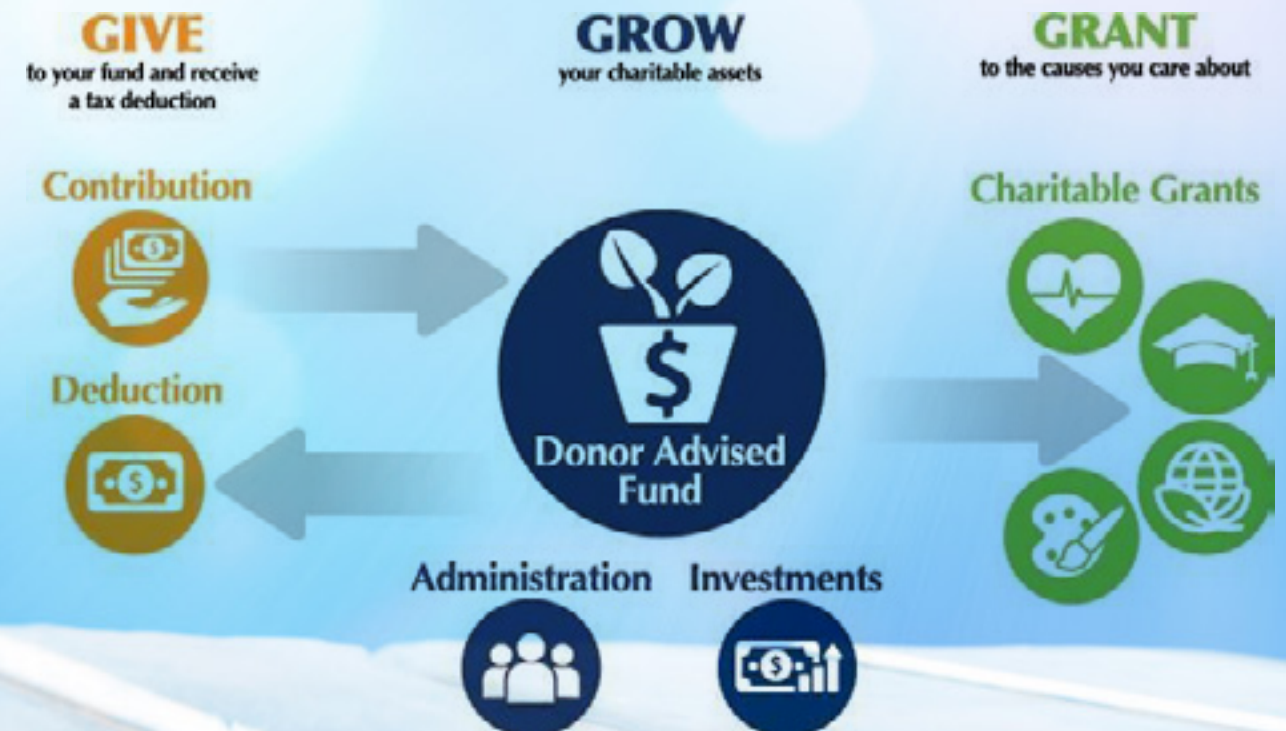 GIVE
to your fund and receive
a tax deduction
GROW
your charitable assets
GRANT
to the causes you care about
Contribution
Deduction
$
Donor Advised
Fund
Administration
Investments
Charitable Grants